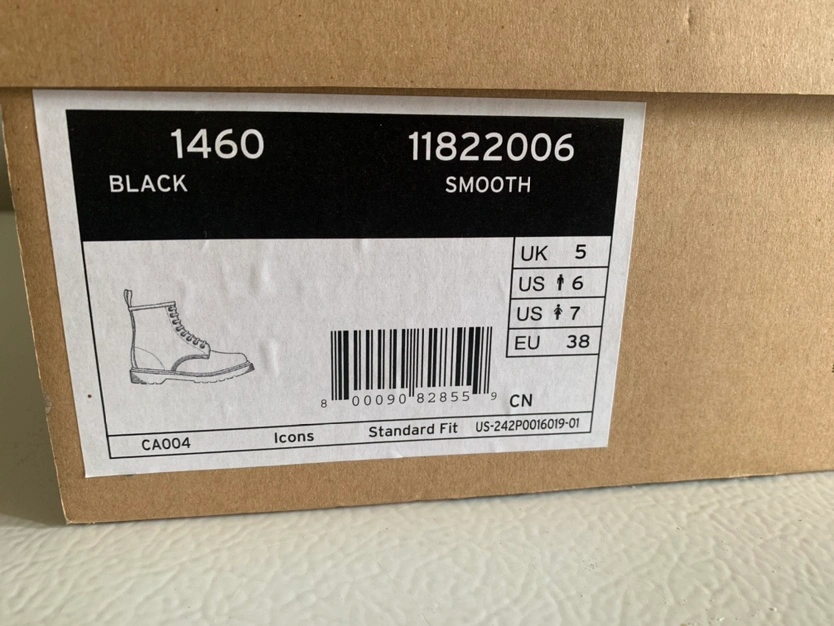 1460 11822006
BLACK SMOOTH
UK 5
US 6
US 7
EU 38
8 00090 82855 9 CN
CA004 Icons Standard Fit US-242P0016019-01